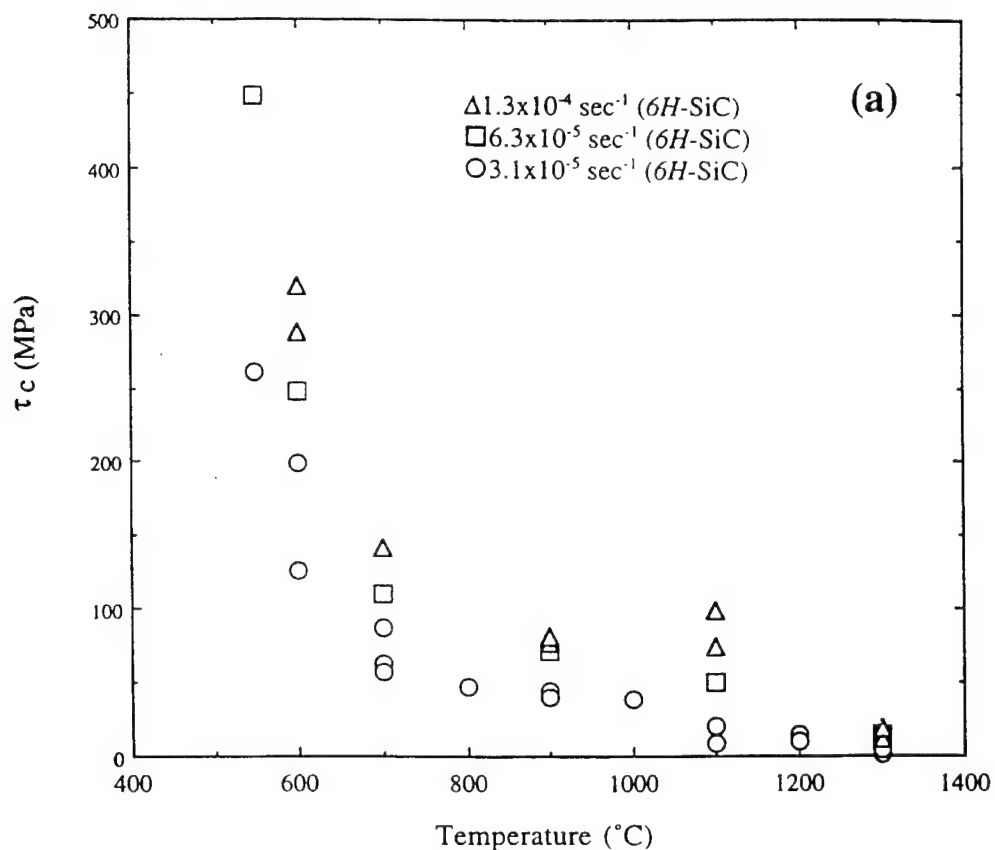 500
400
300
200
100
0
400
600
800
1000
1200
1400
τc (MPa)
Temperature (°C)
(a)
Δ1.3x10⁻⁴ sec⁻¹ (6H-SiC)
□6.3x10⁻⁵ sec⁻¹ (6H-SiC)
○3.1x10⁻⁵ sec⁻¹ (6H-SiC)